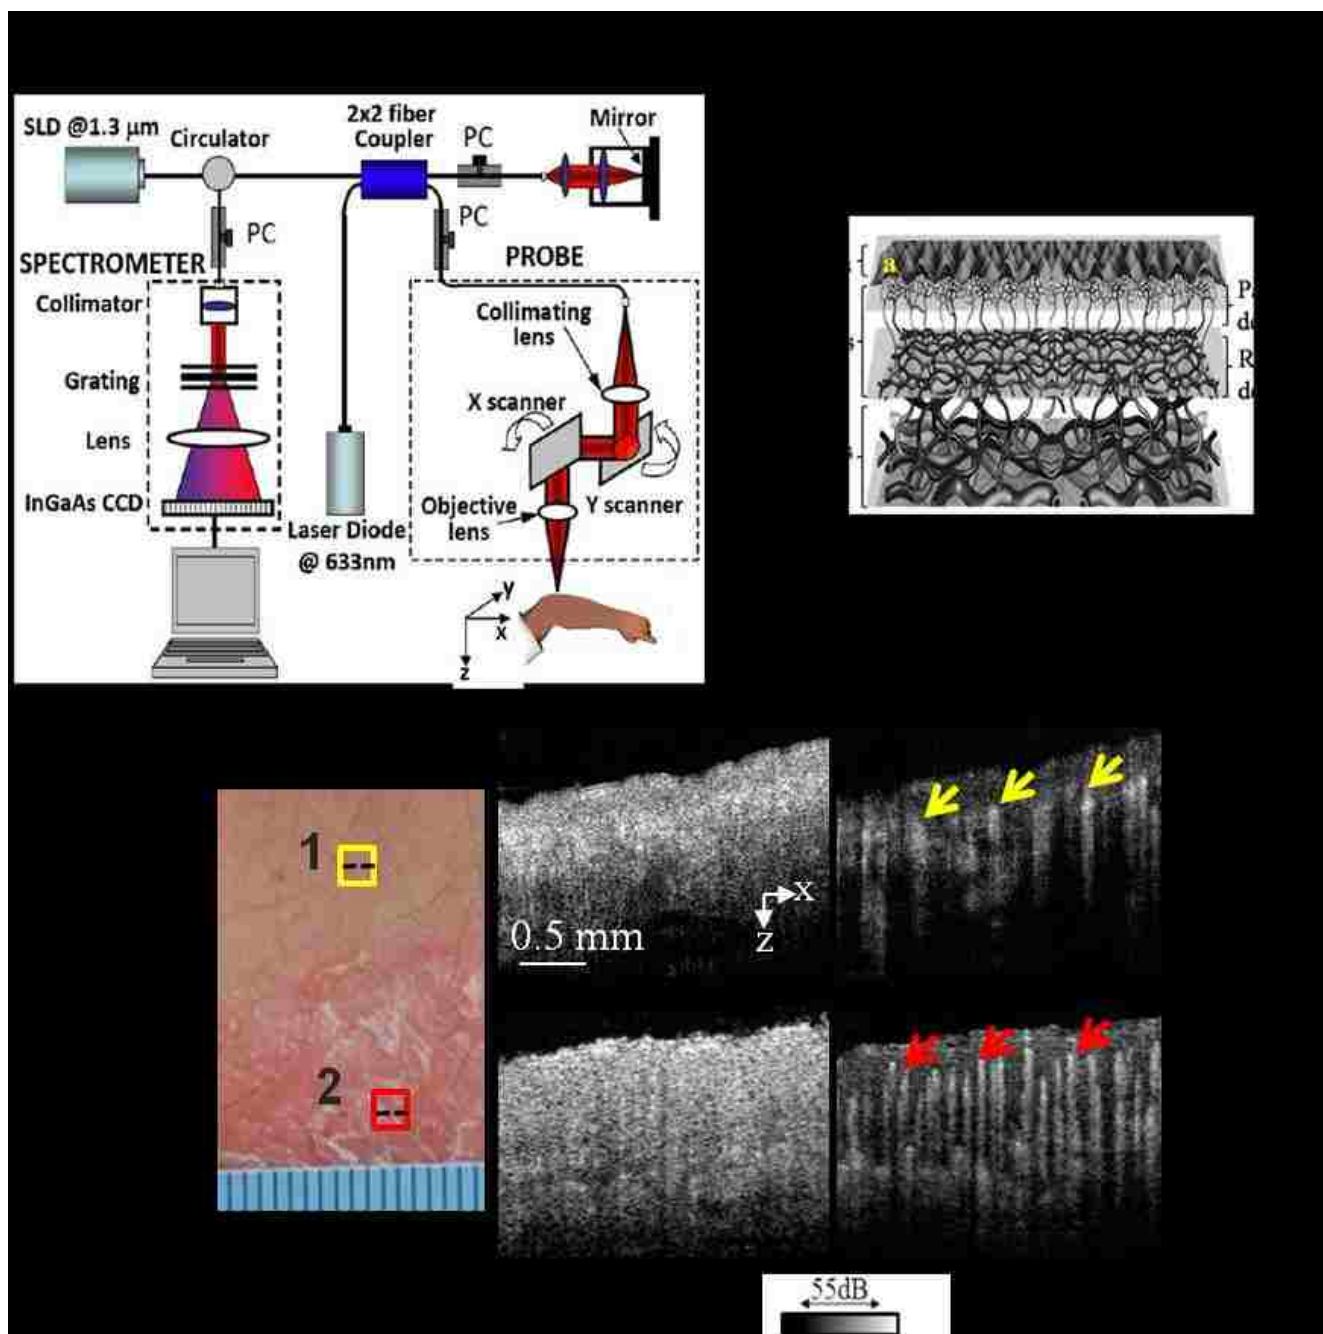 SLD @1.3 μm
Circulator
2x2 fiber
Coupler
PC
Mirror
PC
PC
SPECTROMETER
PROBE
Collimator
Collimating
lens
Grating
X scanner
Lens
InGaAs CCD
Objective
lens
Y scanner
Laser Diode
@ 633nm
y
x
z
a
1
2
x
z
0.5 mm
55dB